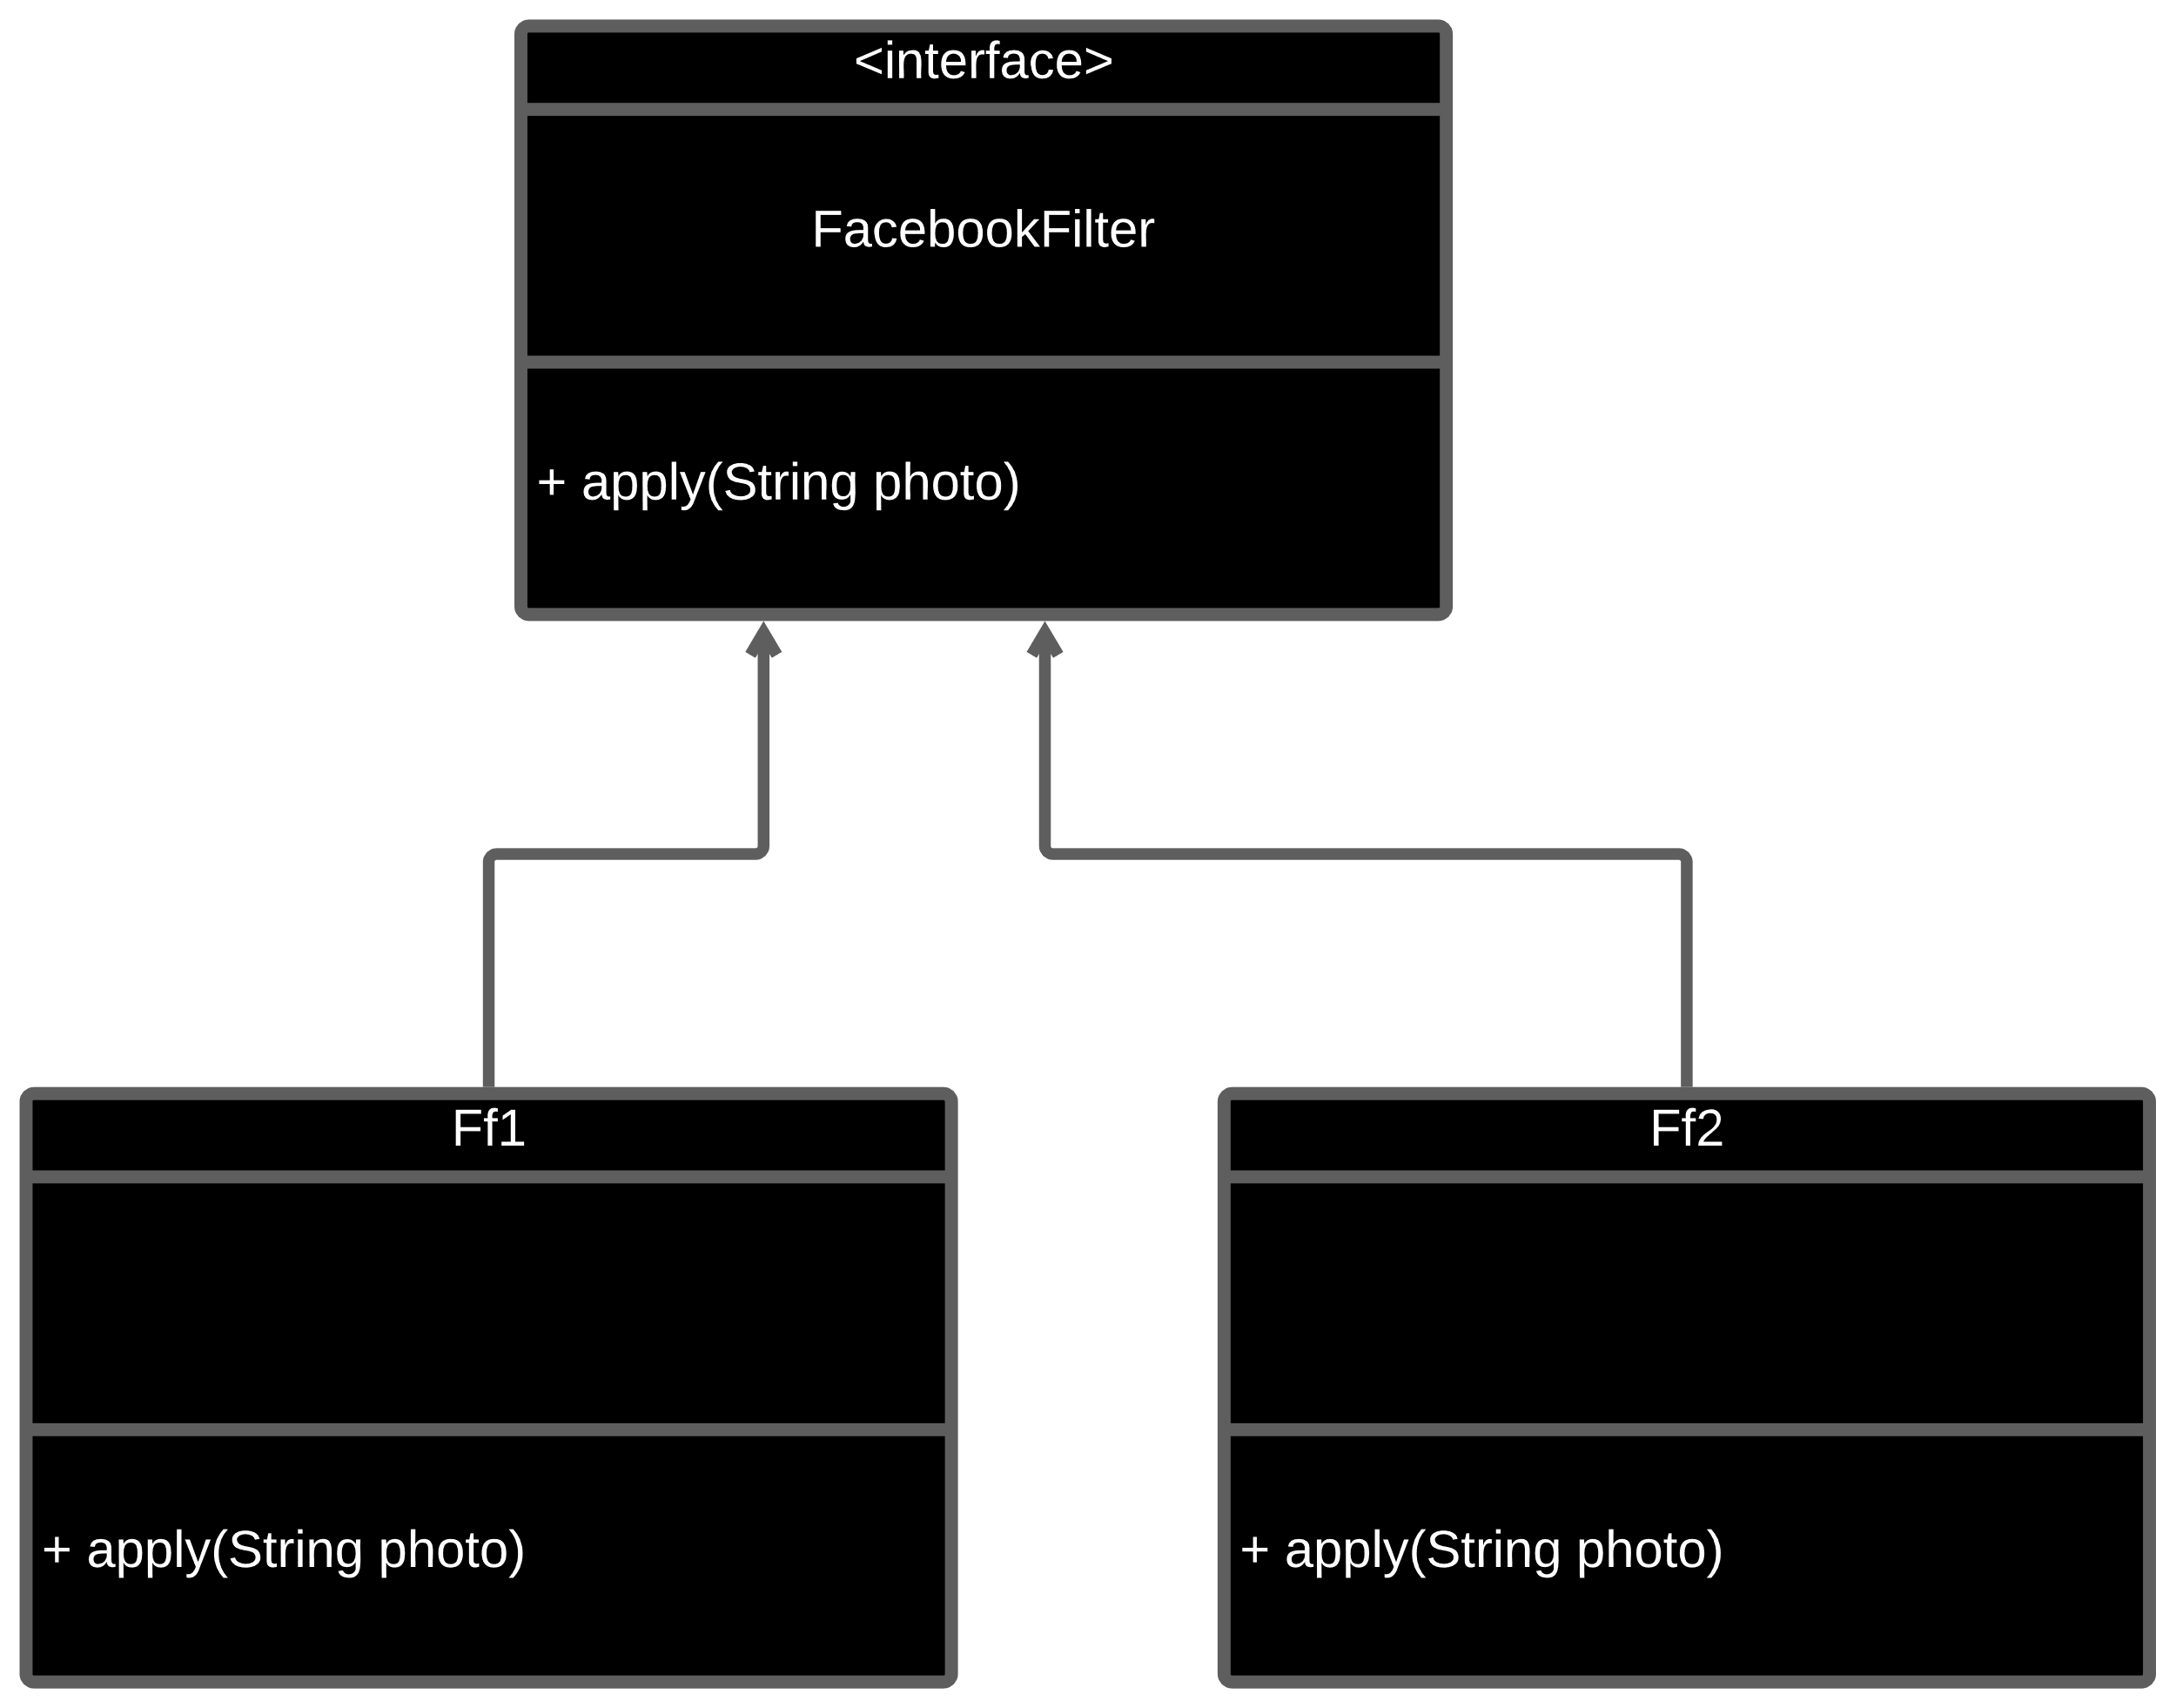 <interface>
FacebookFilter
+ apply(String photo)
Ff1
+ apply(String photo)
Ff2
+ apply(String photo)